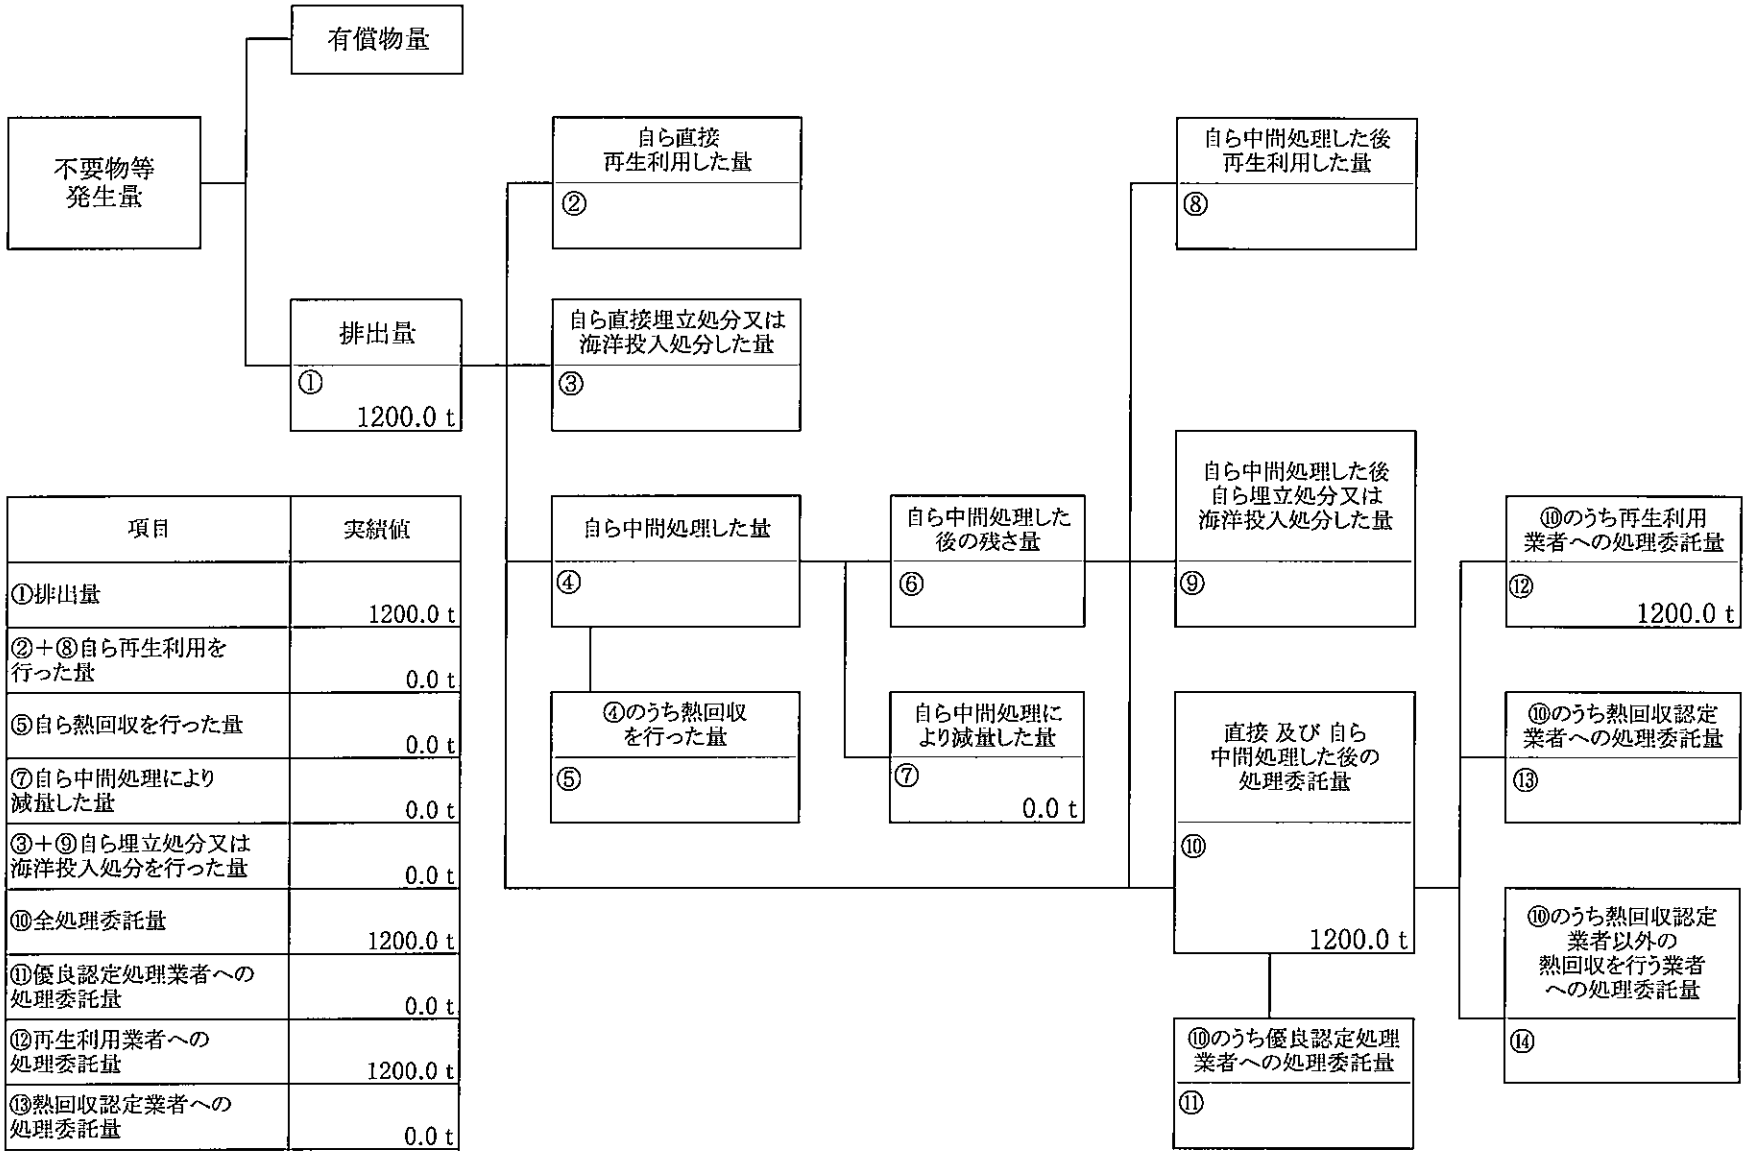 有償物量
不要物等
発生量
排出量
①
1200.0 t
自ら直接
再生利用した量
②
自ら直接埋立処分又は
海洋投入処分した量
③
自ら中間処理した量
④
④のうち熱回収
を行った量
⑤
自ら中間処理した
後の残さ量
⑥
自ら中間処理に
より減量した量
⑦
0.0 t
自ら中間処理した後
再生利用した量
⑧
自ら中間処理した後
自ら埋立処分又は
海洋投入処分した量
⑨
直接 及び 自ら
中間処理した後の
処理委託量
⑩
1200.0 t
⑩のうち優良認定処理
業者への処理委託量
⑪
⑩のうち再生利用
業者への処理委託量
⑫
1200.0 t
⑩のうち熱回収認定
業者への処理委託量
⑬
⑩のうち熱回収認定
業者以外の
熱回収を行う業者
への処理委託量
⑭
項目 実績値
①排出量
1200.0 t
②+⑧自ら再生利用を
行った量
0.0 t
⑤自ら熱回収を行った量
0.0 t
⑦自ら中間処理により
減量した量
0.0 t
③+⑨自ら埋立処分又は
海洋投入処分を行った量
0.0 t
⑩全処理委託量
1200.0 t
⑪優良認定処理業者への
処理委託量
0.0 t
⑫再生利用業者への
処理委託量
1200.0 t
⑬熱回収認定業者への
処理委託量
0.0 t